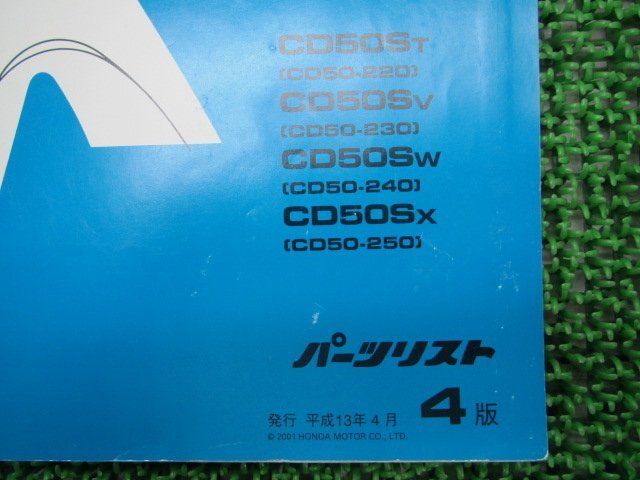 CD50ST
(CD50-220)
CD50SV
(CD50-230)
CD50SW
(CD50-240)
CD50SX
(CD50-250)
パーツリスト
発行 平成13年4月 4版
© 2001 HONDA MOTOR CO., LTD.